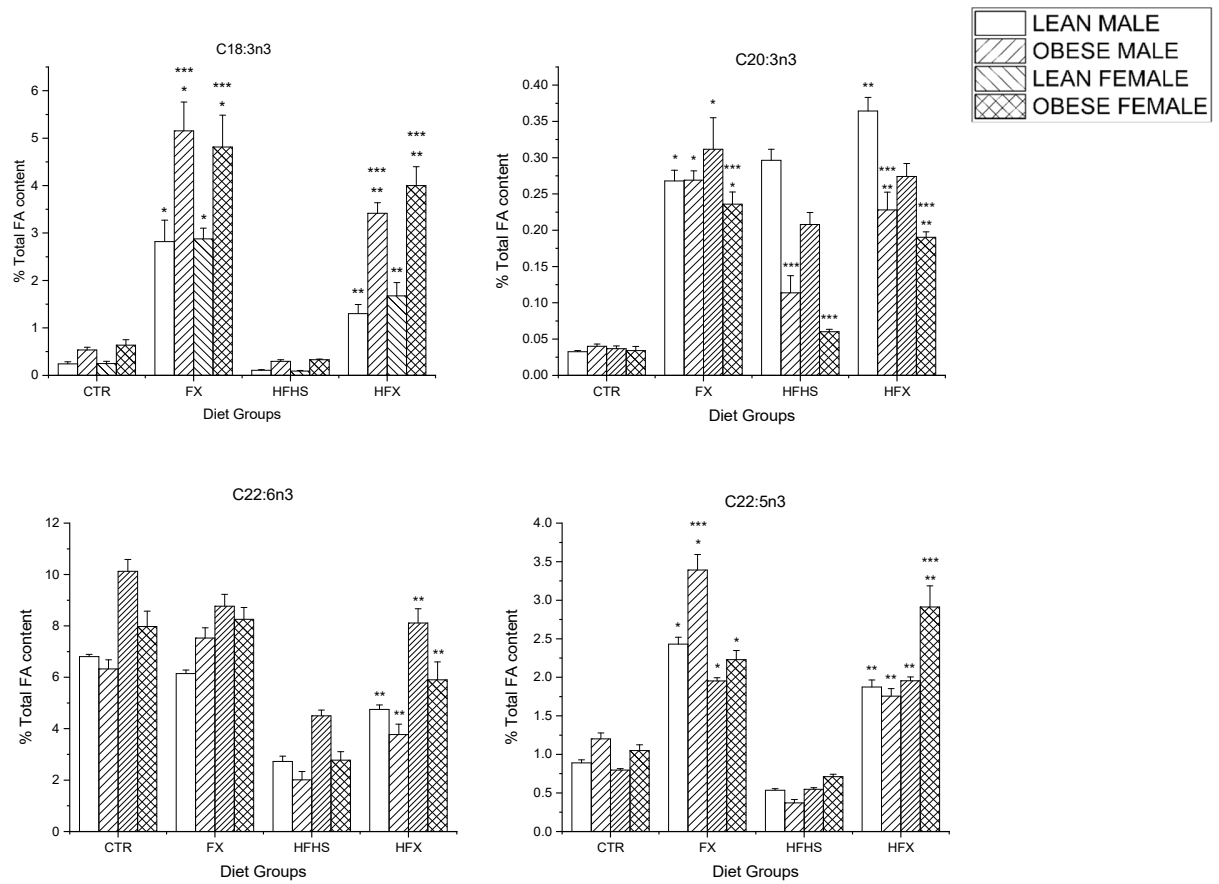 LEAN MALE
OBESE MALE
LEAN FEMALE
OBESE FEMALE
C18:3n3
% Total FA content
6
5
4
3
2
1
0
*
***
*
*
***
*
**
***
**
**
***
**
CTR
FX
HFHS
HFX
Diet Groups
C20:3n3
% Total FA content
0.40
0.35
0.30
0.25
0.20
0.15
0.10
0.05
0.00
*
*
*
***
*
***
***
**
***
**
***
**
CTR
FX
HFHS
HFX
Diet Groups
C22:6n3
% Total FA content
12
10
8
6
4
2
0
**
**
**
**
CTR
FX
HFHS
HFX
Diet Groups
C22:5n3
% Total FA content
4.0
3.5
3.0
2.5
2.0
1.5
1.0
0.5
0.0
*
***
*
*
*
**
**
**
***
**
CTR
FX
HFHS
HFX
Diet Groups